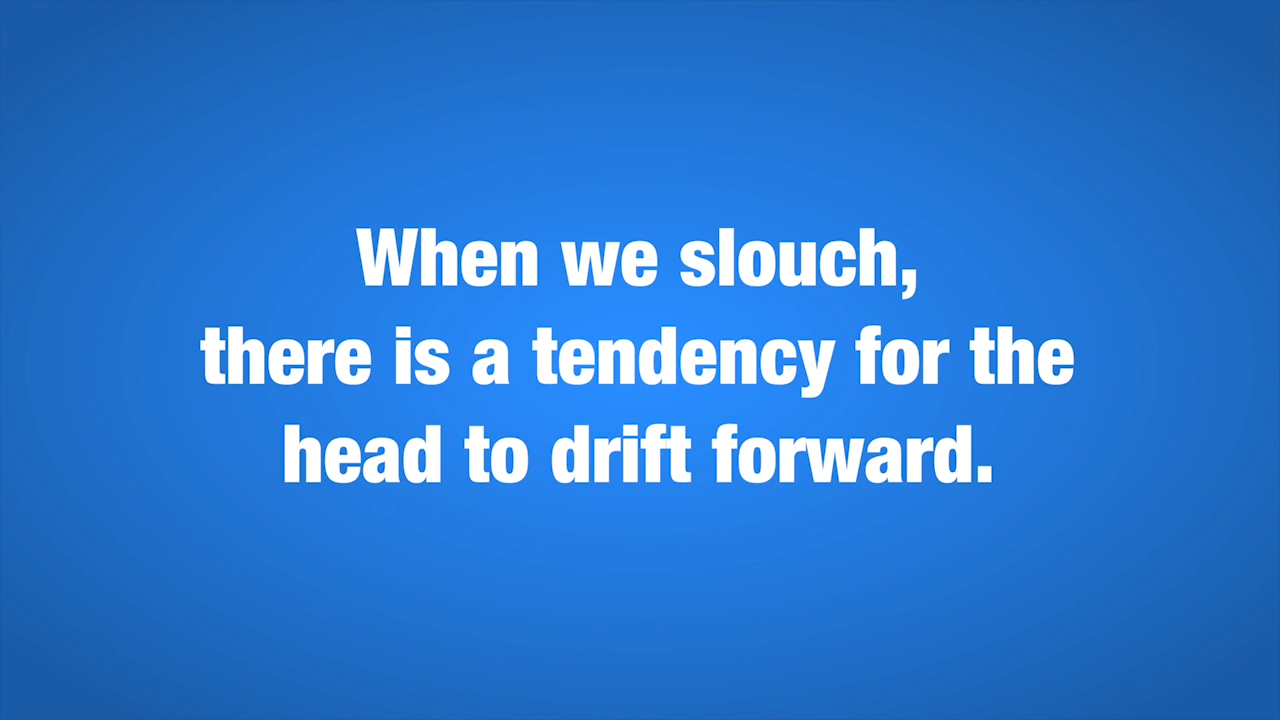 When we slouch,
there is a tendency for the
head to drift forward.